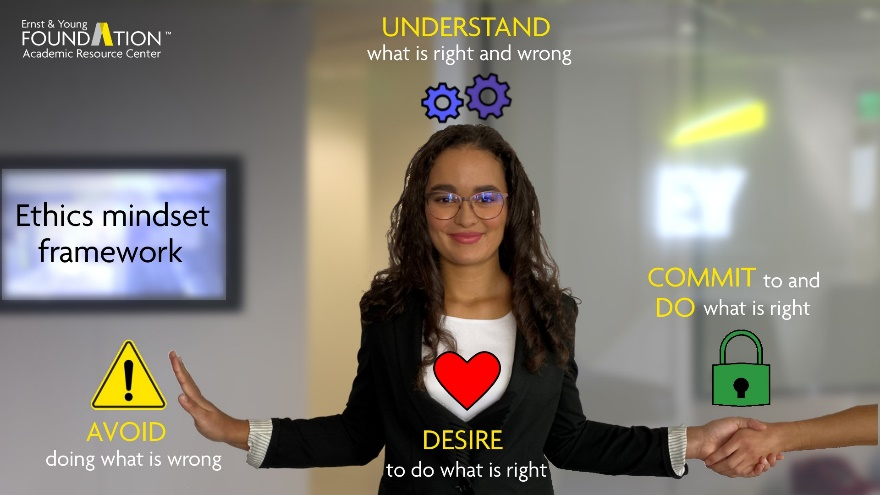 Ernst & Young
FOUNDATION™
Academic Resource Center
UNDERSTAND
what is right and wrong
EY
Ethics mindset
framework
COMMIT to and
DO what is right
AVOID
doing what is wrong
DESIRE
to do what is right